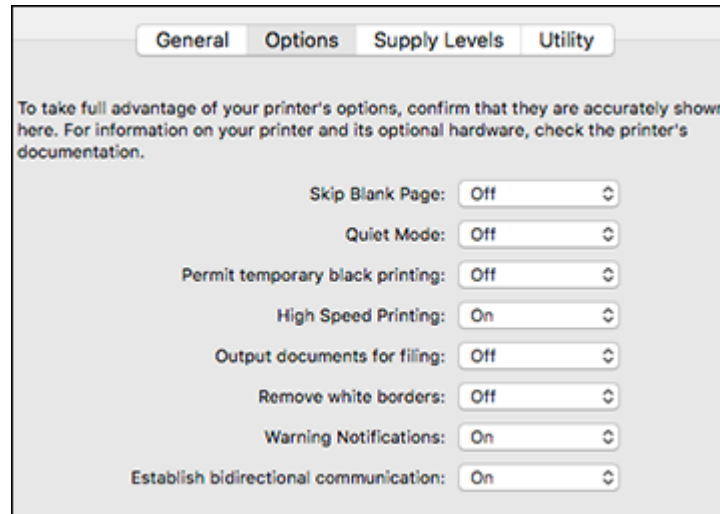 General Options Supply Levels Utility
To take full advantage of your printer's options, confirm that they are accurately shown
here. For information on your printer and its optional hardware, check the printer's
documentation.
Skip Blank Page: Off
Quiet Mode: Off
Permit temporary black printing: Off
High Speed Printing: On
Output documents for filing: Off
Remove white borders: Off
Warning Notifications: On
Establish bidirectional communication: On